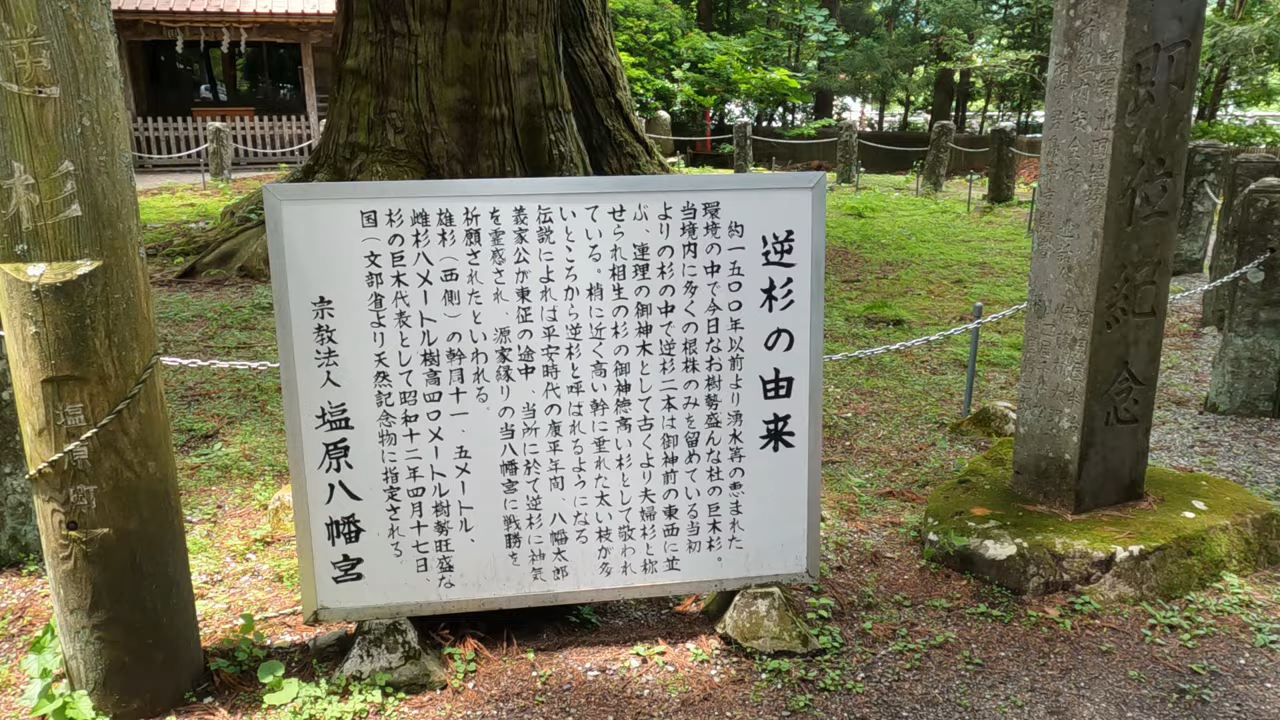 逆杉の由来
約一五〇〇年以前より湧水等の恵まれた
環境の中で今日なお樹勢盛んな杜の巨木杉。
当境内に多くの根株のみを留めている当初
よりの杉の中で逆杉二本は御神前の東西に並
ぶ、連理の御神木として古くより夫婦杉と称
せられ相生の杉の御神徳高い杉として敬われ
ている。梢に近く高い幹に垂れた太い枝が多
いところから逆杉と呼ばれるようになる
伝説によれば平安時代の康平年間、八幡太郎
義家公が東征の途中、当所に於て逆杉に神気
を霊惑され、源家縁りの当八幡宮に戦勝を
祈願されたといわれる。
雄杉(西側)の幹周十一、五メートル、
雌杉八メートル樹高四〇メートル樹勢旺盛な
杉の巨木代表として昭和十二年四月十七日、
国(文部省より天然記念物に指定される。
宗教法人 塩原八幡宮
即位紀念
杉
塩原町